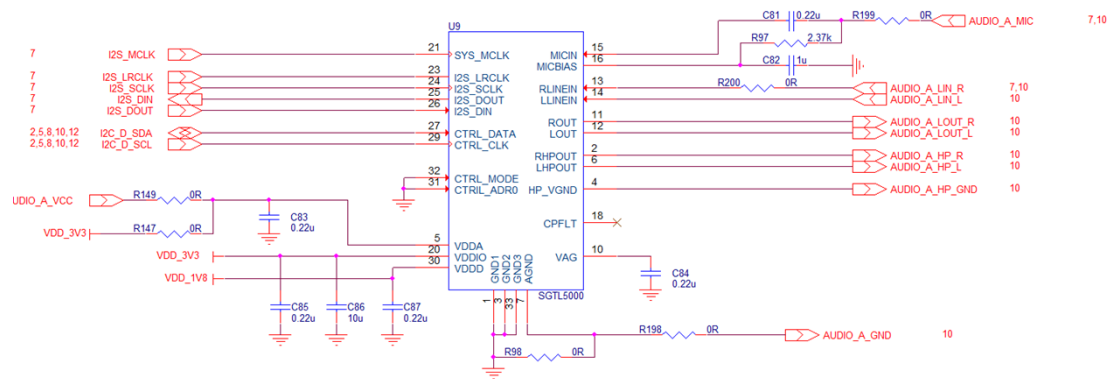 U9
C81
0.22u
R199
0R
AUDIO_A_MIC
7,10
R97
2.37k
C82
1u
7
I2S_MCLK
21
SYS_MCLK
MICIN
15
MICBIAS
16
7
I2S_LRCLK
23
I2S_LRCLK
7
I2S_SCLK
24
I2S_SCLK
7
I2S_DIN
25
I2S_DOUT
7
I2S_DOUT
26
I2S_DIN
RLINEIN
13
R200
0R
AUDIO_A_LIN_R
7,10
LLINEIN
14
AUDIO_A_LIN_L
10
2,5,8,10,12
I2C_D_SDA
27
CTRL_DATA
2,5,8,10,12
I2C_D_SCL
29
CTRL_CLK
ROUT
11
AUDIO_A_LOUT_R
10
LOUT
12
AUDIO_A_LOUT_L
10
RHPOUT
2
AUDIO_A_HP_R
10
LHPOUT
6
AUDIO_A_HP_L
10
32
CTRL_MODE
31
CTRIL_ADR0
HP_VGND
4
AUDIO_A_HP_GND
10
UDIO_A_VCC
R149
0R
C83
0.22u
CPFLT
18
VDD_3V3
R147
0R
5
VDDA
VDD_3V3
20
VDDIO
VAG
10
30
VDDD
VDD_1V8
C84
0.22u
GND1
GND2
GND3
AGND
SGTL5000
1
3
33
7
C85
0.22u
C86
10u
C87
0.22u
R198
0R
AUDIO_A_GND
10
R98
0R